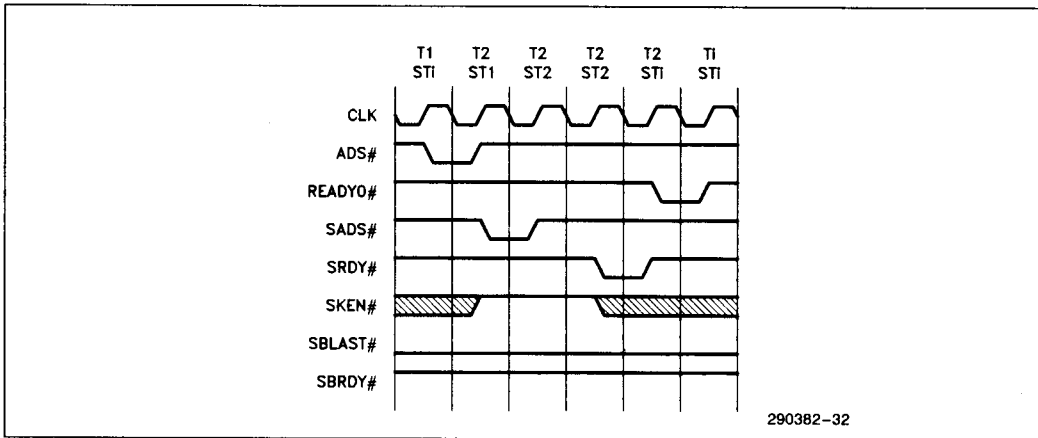 T1 T2 T2 T2 T2 Ti
STi ST1 ST2 ST2 STi STi
CLK
ADS#
READYO#
SADS#
SRDY#
SKEN#
SBLAST#
SBRDY#
290382-32